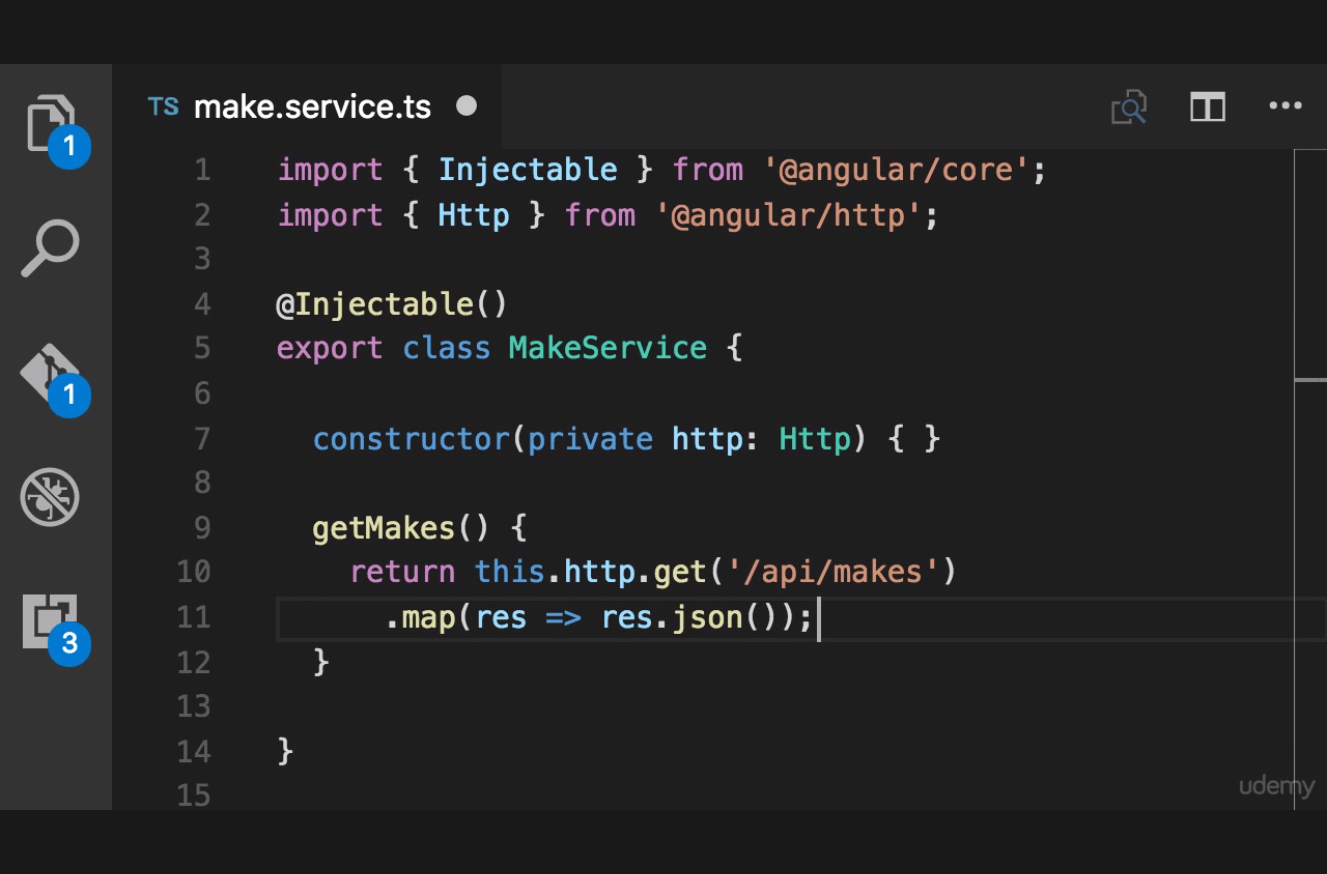 TS make.service.ts
1
1
3
1 import { Injectable } from '@angular/core';
2 import { Http } from '@angular/http';
3
4 @Injectable()
5 export class MakeService {
6
7   constructor(private http: Http) { }
8
9   getMakes() {
10     return this.http.get('/api/makes')
11       .map(res => res.json());
12   }
13
14 }
15
udemy